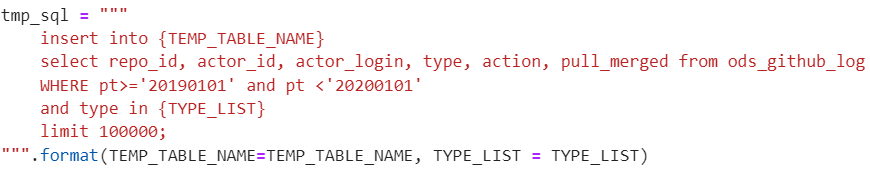 tmp_sql = """
    insert into {TEMP_TABLE_NAME}
    select repo_id, actor_id, actor_login, type, action, pull_merged from ods_github_log
    WHERE pt>='20190101' and pt <'20200101'
    and type in {TYPE_LIST}
    limit 100000;
""".format(TEMP_TABLE_NAME=TEMP_TABLE_NAME, TYPE_LIST = TYPE_LIST)